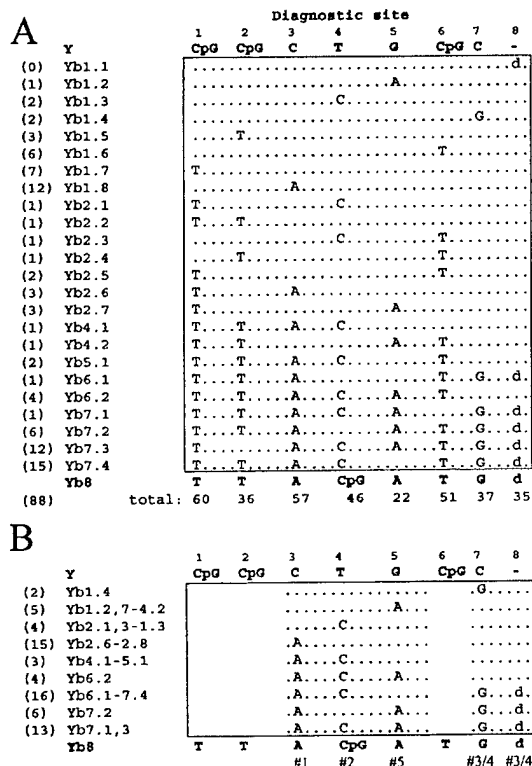 Diagnostic site
A
1 2 3 4 5 6 7 8
Y CpG CpG C T G CpG C -
(0) Yb1.1 ........................................d.
(1) Yb1.2 .........................A................
(2) Yb1.3 ..................C.......................
(2) Yb1.4 ....................................G.....
(3) Yb1.5 .....T....................................
(6) Yb1.6 ...............................T..........
(7) Yb1.7 T.........................................
(12) Yb1.8 ............A.............................
(1) Yb2.1 T.................C.......................
(1) Yb2.2 T....T....................................
(1) Yb2.3 ..................C............T..........
(1) Yb2.4 .....T.........................T..........
(2) Yb2.5 T..............................T..........
(3) Yb2.6 T...........A.............................
(3) Yb2.7 T........................A................
(1) Yb4.1 T....T......A.....C.......................
(1) Yb4.2 T....T...................A.....T..........
(2) Yb5.1 T....T......A.....C............T..........
(1) Yb6.1 T....T......A..................T....G...d.
(4) Yb6.2 T....T......A.....C......A.....T..........
(1) Yb7.1 T....T......A.....C......A..........G...d.
(6) Yb7.2 T....T......A............A.....T....G...d.
(12) Yb7.3 T...........A.....C......A.....T....G...d.
(15) Yb7.4 T....T......A.....C............T....G...d.
Yb8 T T A CpG A T G d
(88) total: 60 36 57 46 22 51 37 35
B
1 2 3 4 5 6 7 8
Y CpG CpG C T G CpG C -
(2) Yb1.4 ................... .G.....
(5) Yb1.2,7-4.2 .............A..... .......
(4) Yb2.1,3-1.3 ......C............ .......
(15) Yb2.6-2.8 .A................. .......
(3) Yb4.1-5.1 .A....C............ .......
(4) Yb6.2 .A....C......A..... .......
(16) Yb6.1-7.4 .A....C............ .G...d.
(6) Yb7.2 .A...........A..... .G...d.
(13) Yb7.1,3 .A....C......A..... .G...d.
Yb8 T T A CpG A T G d
#1 #2 #5 #3/4 #3/4